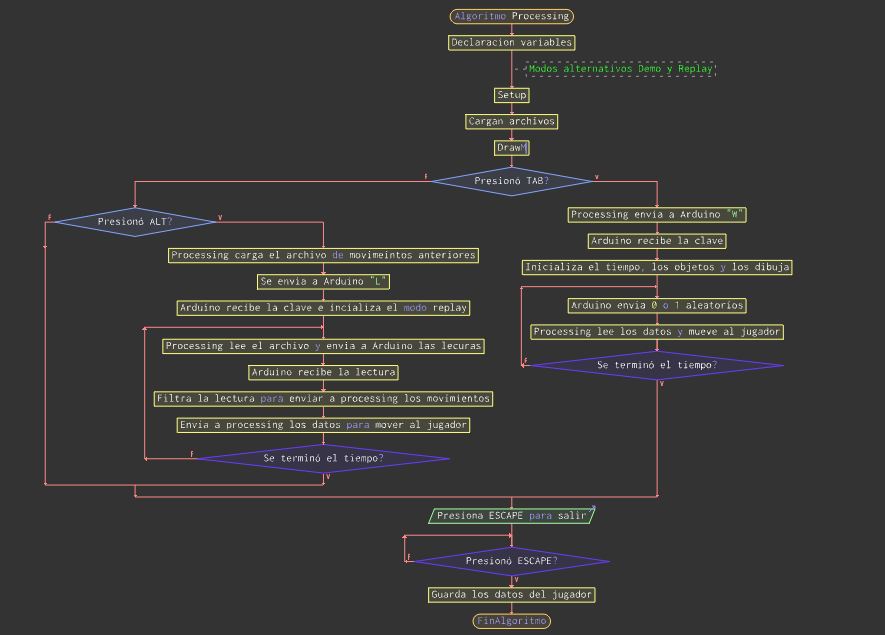 Algoritmo Processing
Declaracion variables
Modos alternativos Demo y Replay
Setup
Cargan archivos
DrawM
F
Presionó TAB?
V
F
Presionó ALT?
V
Processing carga el archivo de movimeintos anteriores
Se envia a Arduino "L"
Arduino recibe la clave e incializa el modo replay
Processing lee el archivo y envia a Arduino las lecuras
Arduino recibe la lectura
Filtra la lectura para enviar a processing los movimientos
Envia a processing los datos para mover al jugador
F
Se terminó el tiempo?
V
Processing envia a Arduino "W"
Arduino recibe la clave
Inicializa el tiempo, los objetos y los dibuja
Arduino envia 0 o 1 aleatorios
Processing lee los datos y mueve al jugador
F
Se terminó el tiempo?
V
Presiona ESCAPE para salir
F
Presionó ESCAPE?
V
Guarda los datos del jugador
FinAlgoritmo